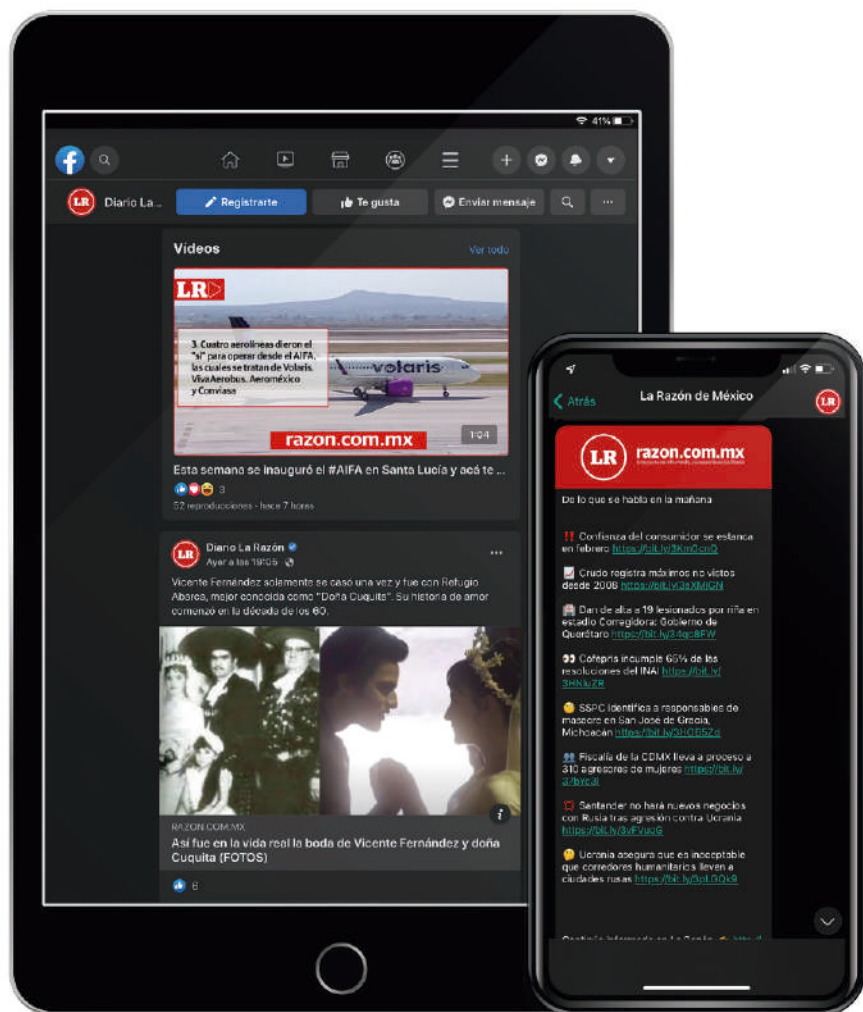 41%
f
LR
Diario La...
Registrarte
Te gusta
Enviar mensaje
...
Vídeos
Ver todo
LR
3. Cuatro aerolíneas dieron el
"sí" para operar desde el AIFA,
las cuales se tratan de Volaris,
VivaAerobus, Aeroméxico
y Conviasa
volaris
razon.com.mx
1:04
Esta semana se inauguró el #AIFA en Santa Lucía y acá te ...
3
52 reproducciones · hace 7 horas
LR
Diario La Razón
...
Ayer a las 19:05
Vicente Fernández solamente se casó una vez y fue con Refugio
Abarca, mejor conocida como "Doña Cuquita". Su historia de amor
comenzó en la década de los 60.
RAZON.COM.MX
Así fue en la vida real la boda de Vicente Fernández y doña
Cuquita (FOTOS)
6
Atrás
La Razón de México
LR
LR
razon.com.mx
De lo que se habla en la mañana
‼️ Confianza del consumidor se estanca
en febrero
📈 Crudo registra máximos no vistos
desde 2008
🏥 Dan de alta a 19 lesionados por riña en
estadio Corregidora: Gobierno de
Querétaro
👀 Cofepris incumple 65% de las
resoluciones del INAI
🤔 SSPC identifica a responsables de
masacre en San José de Gracia,
Michoacán
👥 Fiscalía de la CDMX lleva a proceso a
310 agresores de mujeres
💢 Santander no hará nuevos negocios
con Rusia tras agresión contra Ucrania
🤔 Ucrania asegura que es inaceptable
que corredores humanitarios lleven a
ciudades rusas